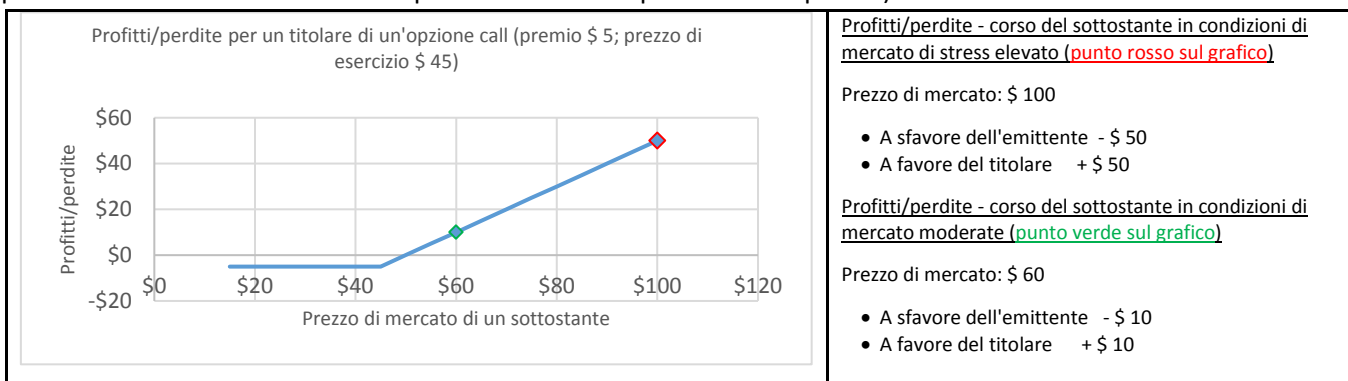 Profitti/perdite per un titolare di un'opzione call (premio $ 5; prezzo di
esercizio $ 45)
$60
$40
$20
$0
-$20
Profitti/perdite
$0
$20
$40
$60
$80
$100
$120
Prezzo di mercato di un sottostante
Profitti/perdite - corso del sottostante in condizioni di
mercato di stress elevato (punto rosso sul grafico)
Prezzo di mercato: $ 100
• A sfavore dell'emittente - $ 50
• A favore del titolare + $ 50
Profitti/perdite - corso del sottostante in condizioni di
mercato moderate (punto verde sul grafico)
Prezzo di mercato: $ 60
• A sfavore dell'emittente - $ 10
• A favore del titolare + $ 10